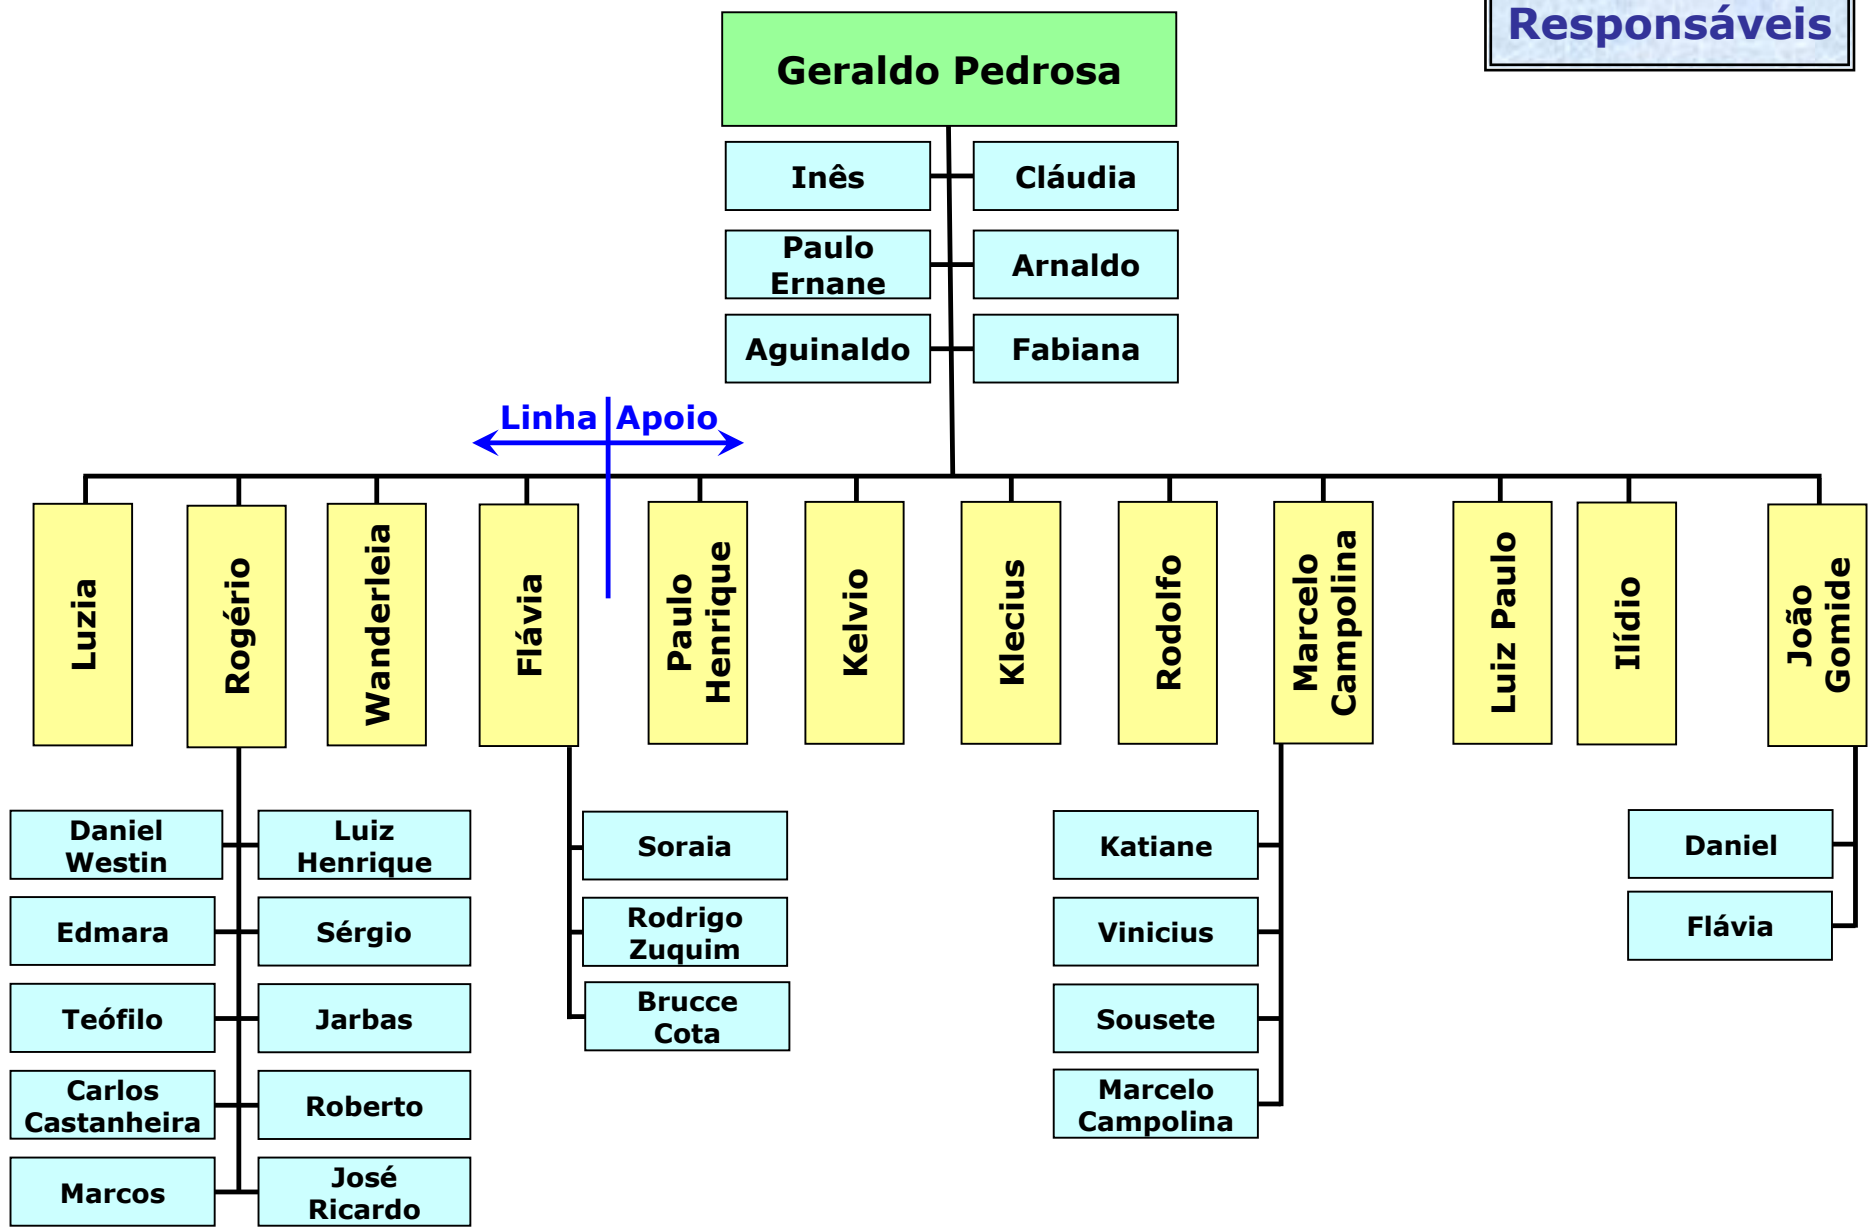 Responsáveis
Geraldo Pedrosa
Inês
Cláudia
Paulo
Ernane
Arnaldo
Aguinaldo
Fabiana
Linha
Apoio
Luzia
Rogério
Wanderleia
Flávia
Paulo
Henrique
Kelvio
Klecius
Rodolfo
Marcelo
Campolina
Luiz Paulo
Ilídio
João
Gomide
Daniel
Westin
Luiz
Henrique
Edmara
Sérgio
Teófilo
Jarbas
Carlos
Castanheira
Roberto
Marcos
José
Ricardo
Soraia
Rodrigo
Zuquim
Brucce
Cota
Katiane
Vinicius
Sousete
Marcelo
Campolina
Daniel
Flávia